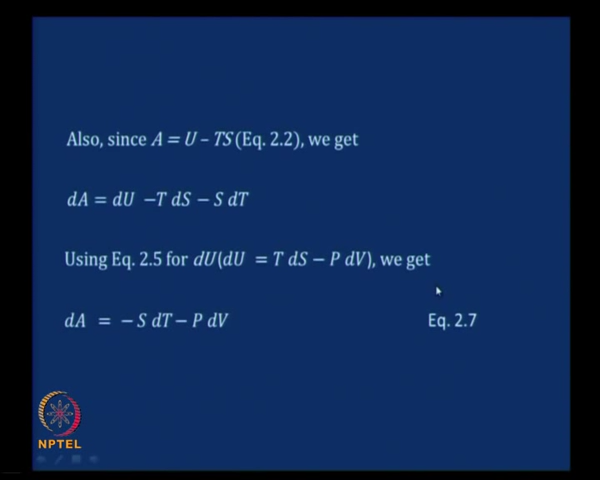 Also, since A = U – TS(Eq. 2.2), we get
dA = dU –T dS – S dT
Using Eq. 2.5 for dU(dU = T dS – P dV), we get
dA = – S dT – P dV Eq. 2.7
NPTEL